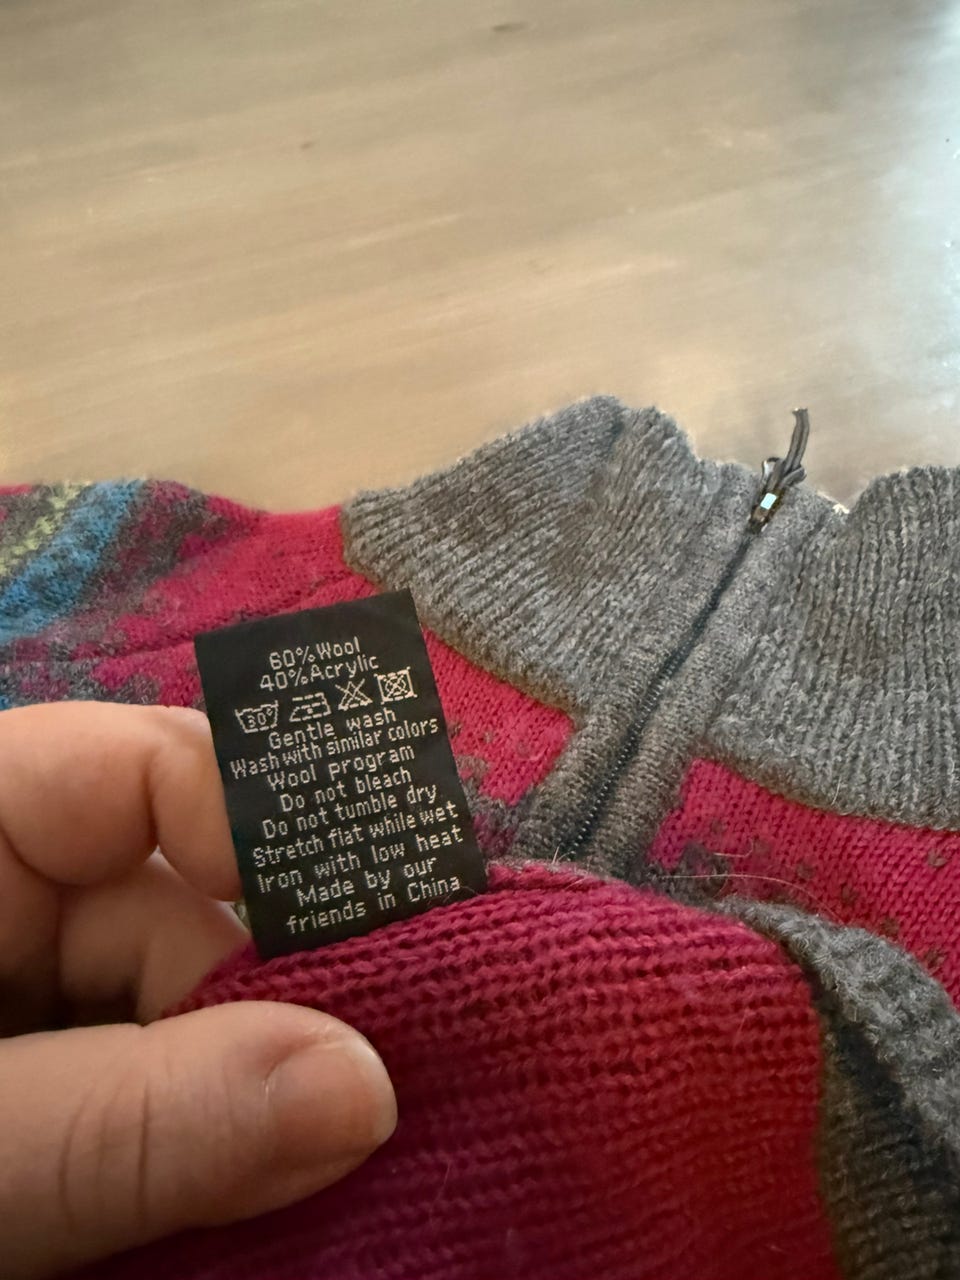 60%Wool
40%Acrylic
30°
Gentle wash
Wash with similar colors
Wool program
Do not bleach
Do not tumble dry
Stretch flat while wet
Iron with low heat
Made by our
friends in China